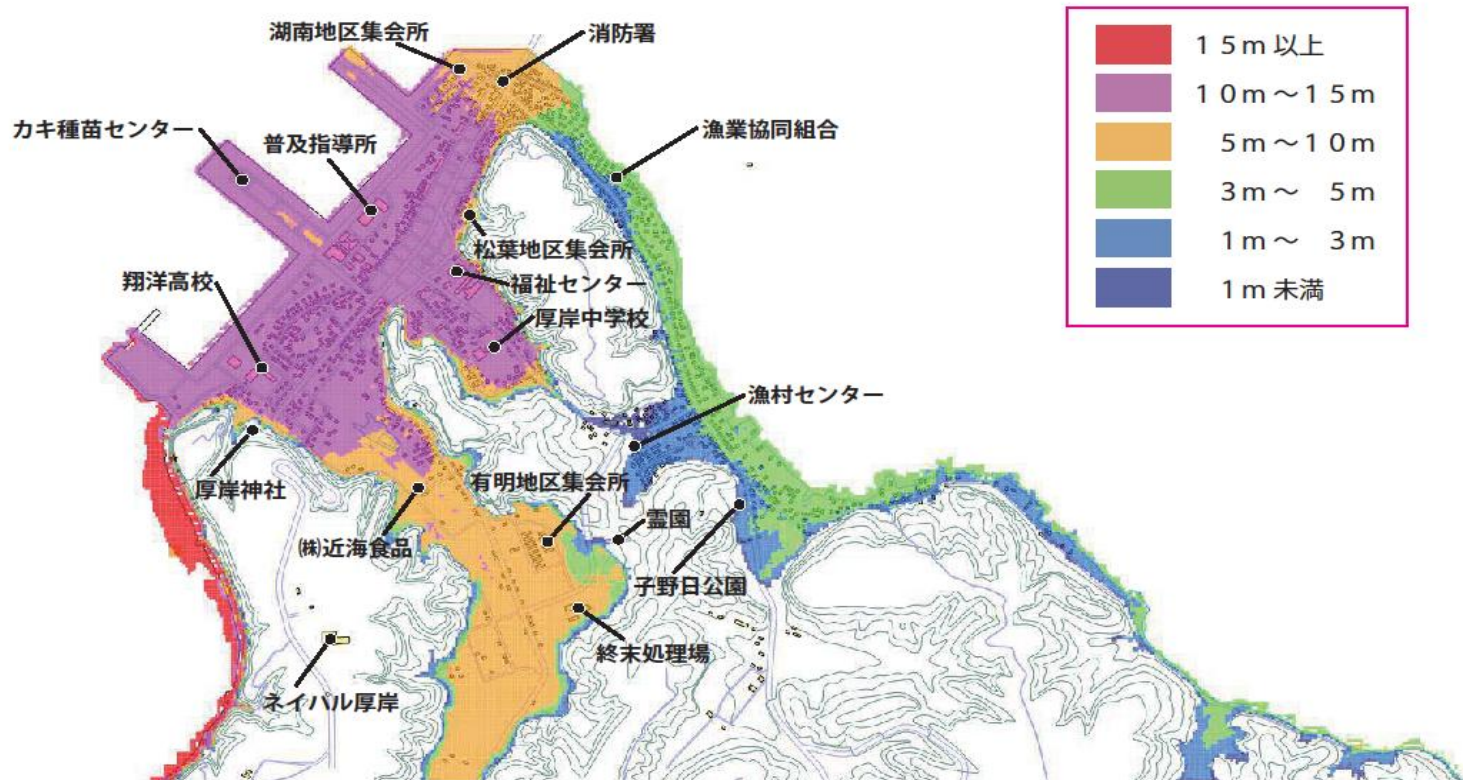 湖南地区集会所
消防署
カキ種苗センター
普及指導所
漁業協同組合
松葉地区集会所
翔洋高校
福祉センター
厚岸中学校
漁村センター
厚岸神社
有明地区集会所
霊園
㈱近海食品
子野日公園
終末処理場
ネイパル厚岸
15m以上
10m～15m
5m～10m
3m～ 5m
1m～ 3m
1m未満